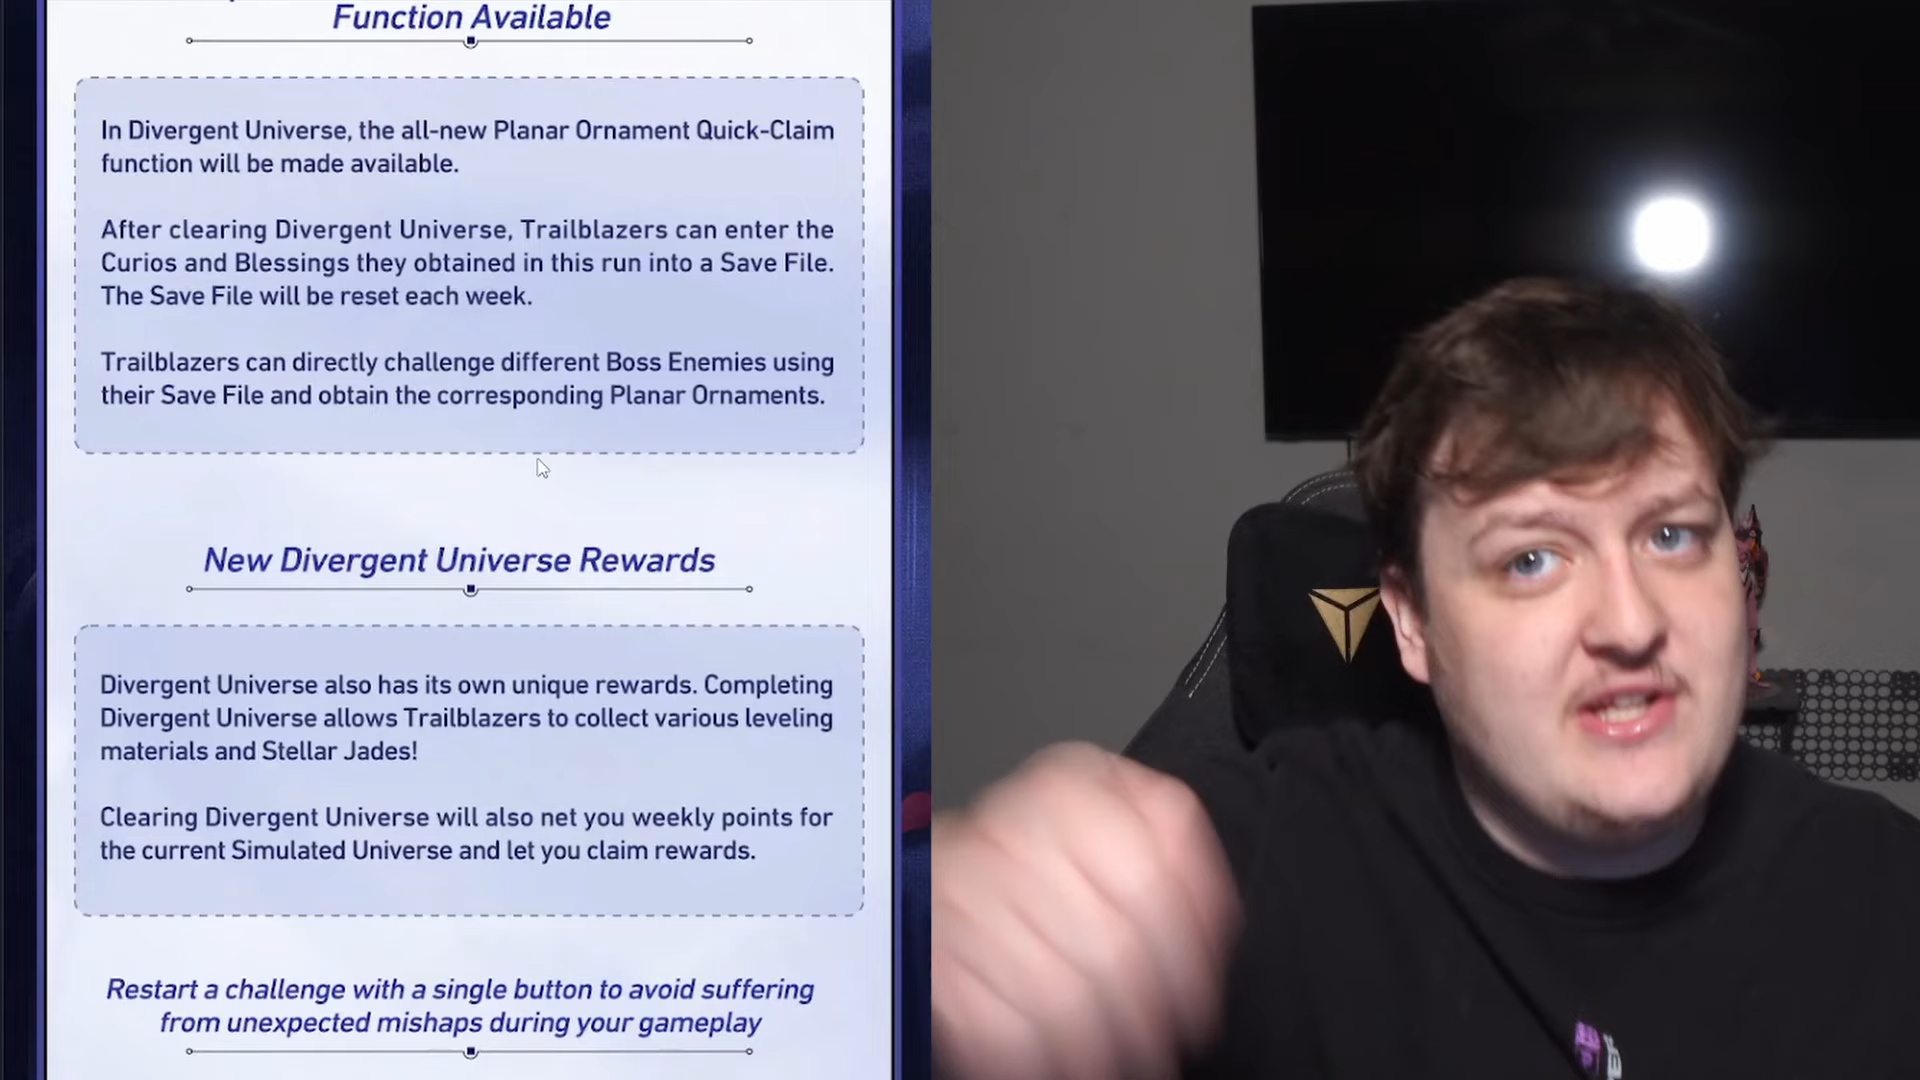 Function Available
In Divergent Universe, the all-new Planar Ornament Quick-Claim
function will be made available.
After clearing Divergent Universe, Trailblazers can enter the
Curios and Blessings they obtained in this run into a Save File.
The Save File will be reset each week.
Trailblazers can directly challenge different Boss Enemies using
their Save File and obtain the corresponding Planar Ornaments.
New Divergent Universe Rewards
Divergent Universe also has its own unique rewards. Completing
Divergent Universe allows Trailblazers to collect various leveling
materials and Stellar Jades!
Clearing Divergent Universe will also net you weekly points for
the current Simulated Universe and let you claim rewards.
Restart a challenge with a single button to avoid suffering
from unexpected mishaps during your gameplay